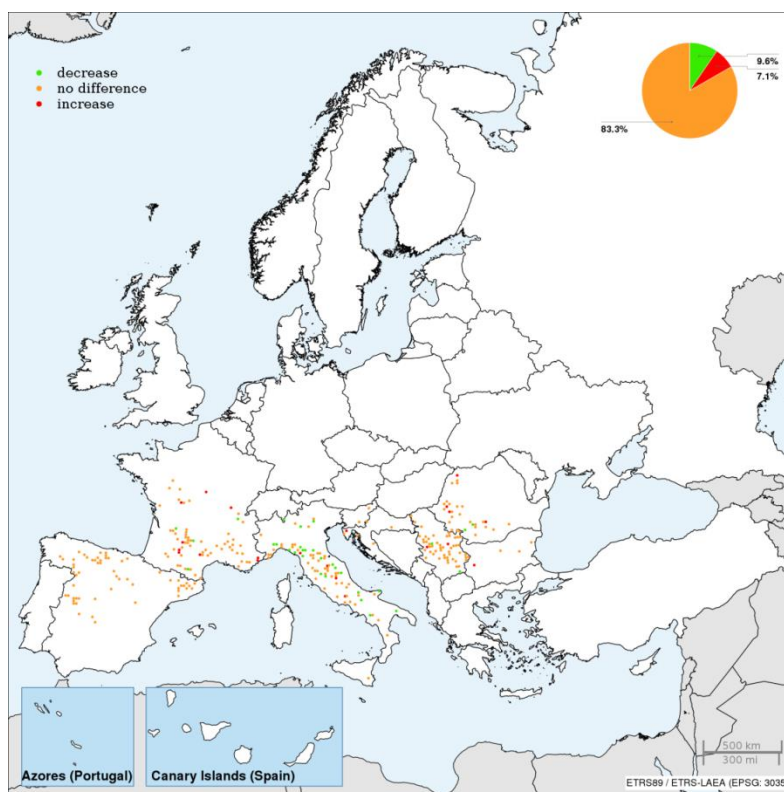 decrease
no difference
increase
9.6%
7.1%
83.3%
500 km
300 mi
Azores (Portugal)
Canary Islands (Spain)
ETRS89 / ETRS-LAEA (EPSG: 3035